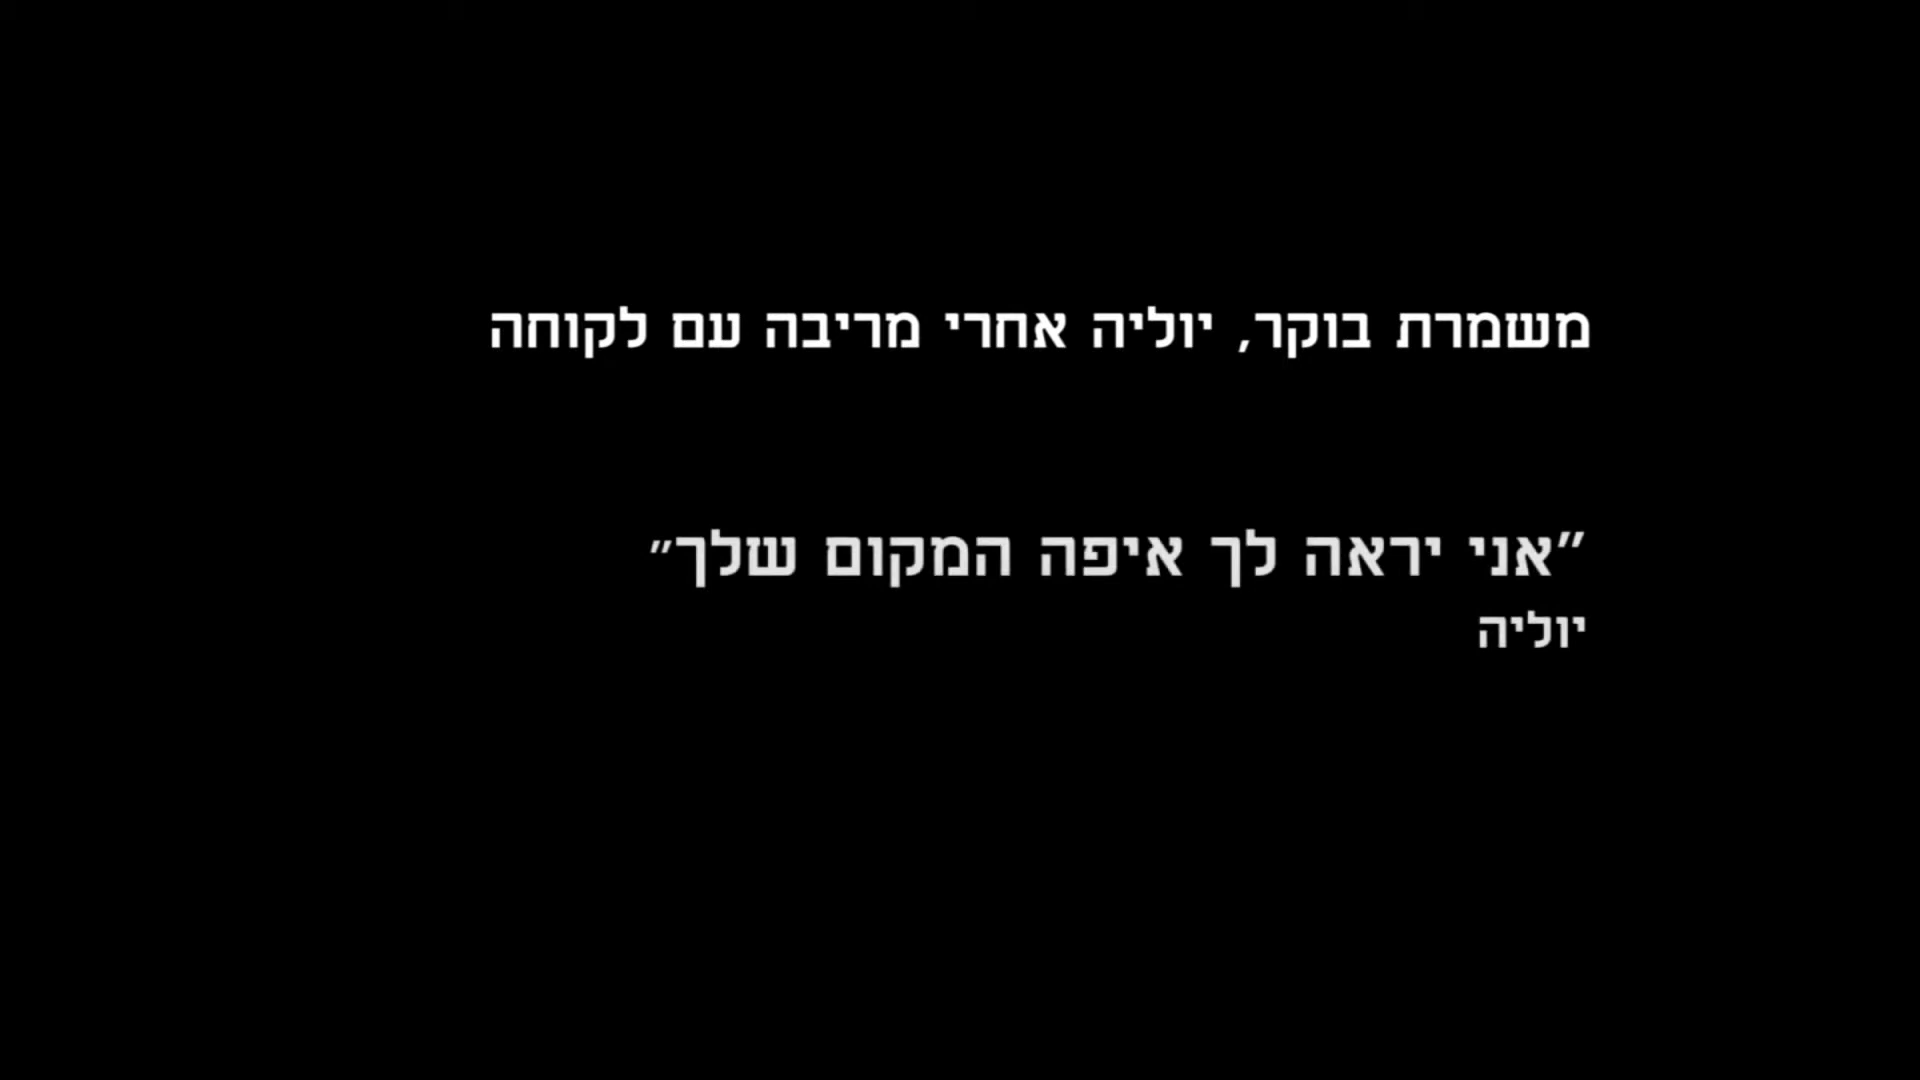 משמרת בוקר, יוליה אחרי מריבה עם לקוחה
"אני יראה לך איפה המקום שלך"
יוליה